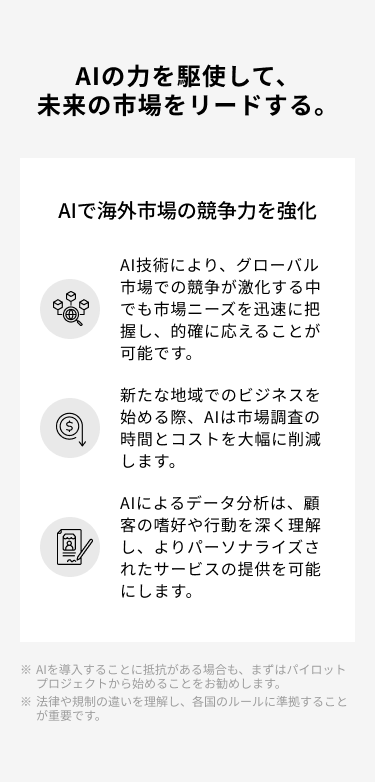 AIの力を駆使して、
未来の市場をリードする。
AIで海外市場の競争力を強化
AI技術により、グローバル
市場での競争が激化する中
でも市場ニーズを迅速に把
握し、的確に応えることが
可能です。
新たな地域でのビジネスを
始める際、AIは市場調査の
時間とコストを大幅に削減
します。
AIによるデータ分析は、顧
客の嗜好や行動を深く理解
し、よりパーソナライズさ
れたサービスの提供を可能
にします。
※ AIを導入することに抵抗がある場合も、まずはパイロット
プロジェクトから始めることをお勧めします。
※ 法律や規制の違いを理解し、各国のルールに準拠すること
が重要です。